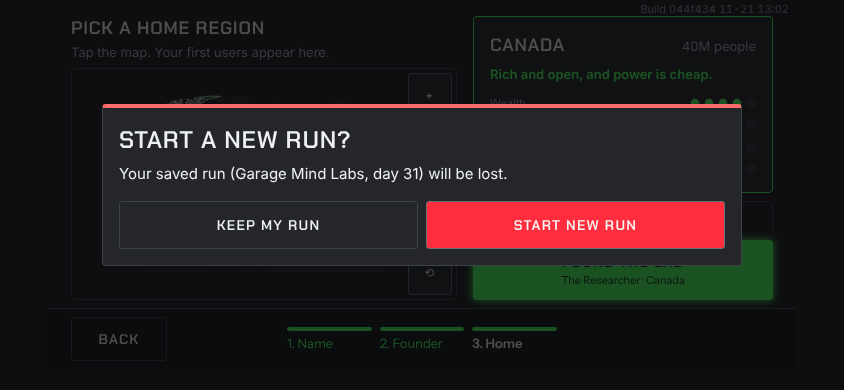 Build 044f434 11-21 13:02
PICK A HOME REGION
Tap the map. Your first users appear here.
CANADA
40M people
Rich and open, and power is cheap.
Wealth
+
START A NEW RUN?
Your saved run (Garage Mind Labs, day 31) will be lost.
KEEP MY RUN
START NEW RUN
The Researcher · Canada
BACK
1. Name
2. Founder
3. Home